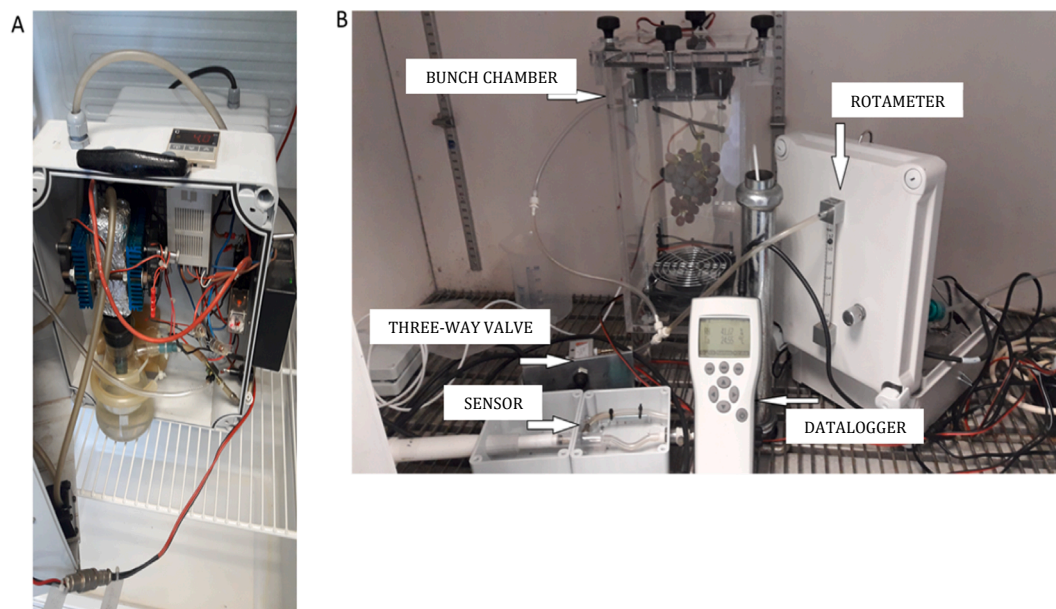 A
B
BUNCH CHAMBER
ROTAMETER
THREE-WAY VALVE
SENSOR
DATALOGGER